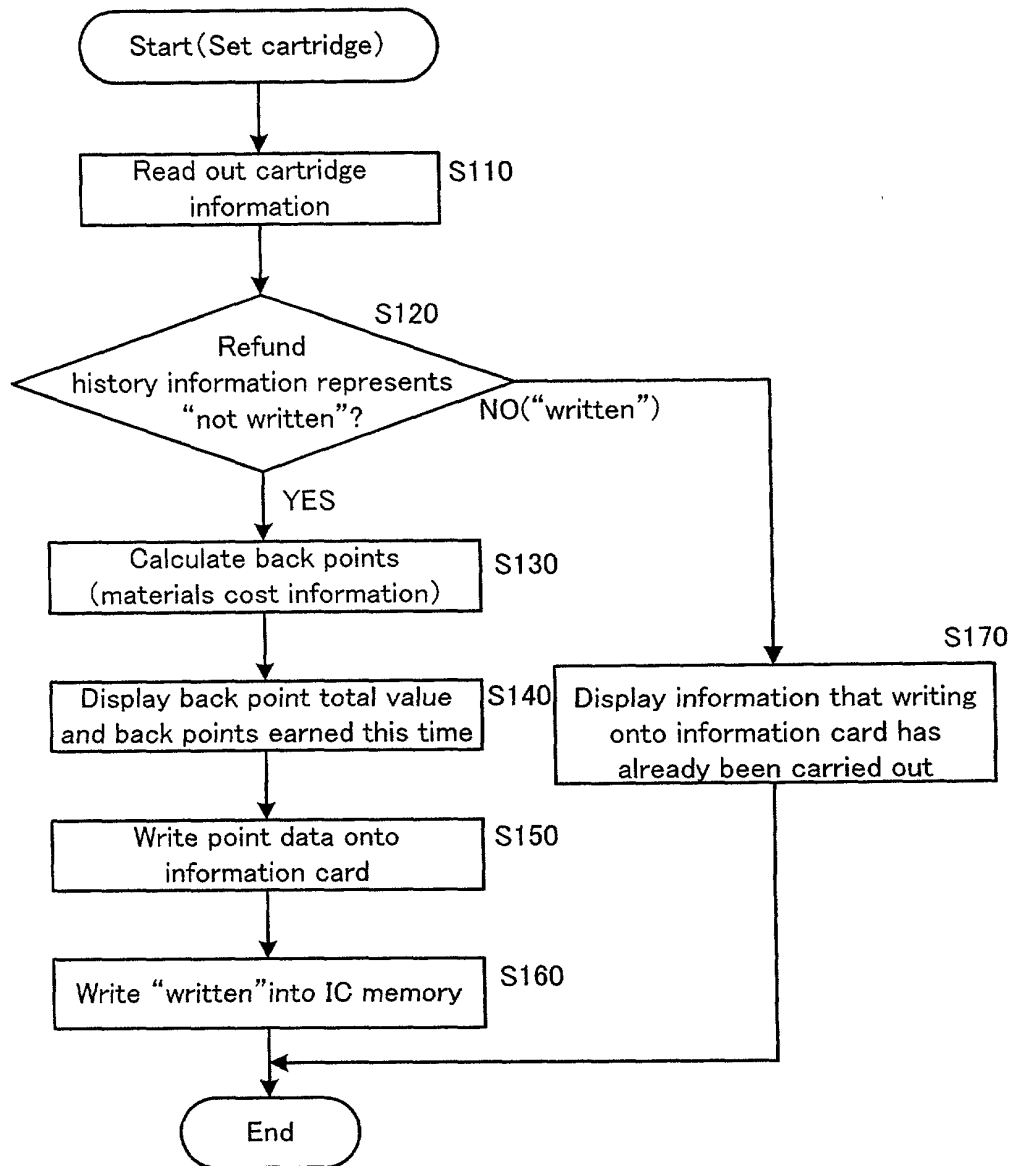 Start(Set cartridge)
Read out cartridge
information
S110
S120
Refund
history information represents
“not written”?
NO(“written”)
YES
Calculate back points
(materials cost information)
S130
S170
Display back point total value
and back points earned this time
S140
Display information that writing
onto information card has
already been carried out
Write point data onto
information card
S150
Write “written”into IC memory
S160
End